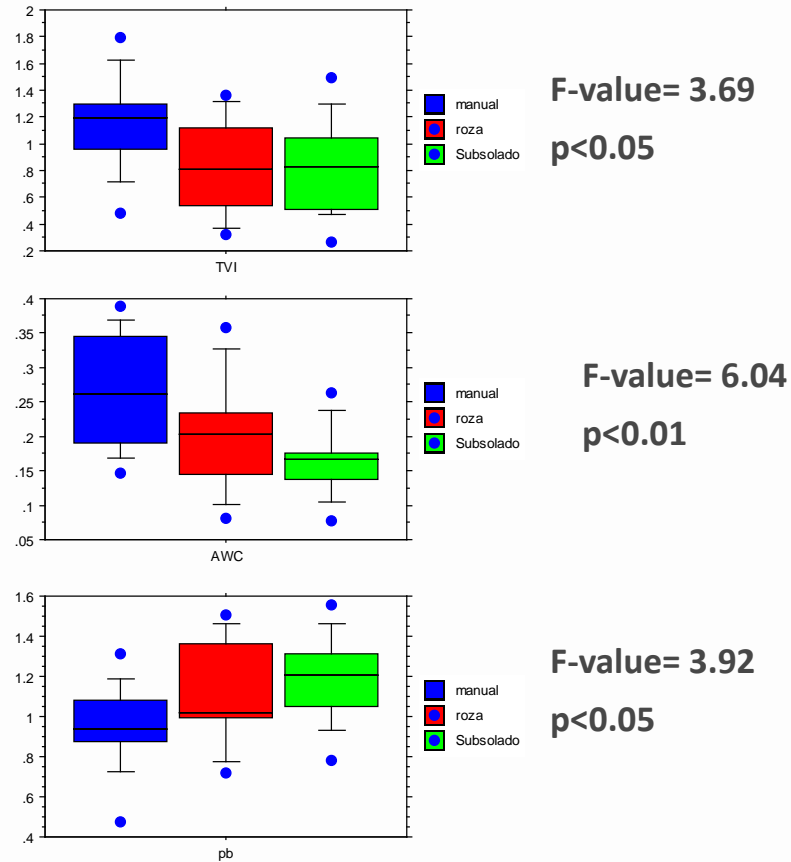 2
1.8
1.6
1.4
1.2
1
.8
.6
.4
.2
TVI
manual
roza
Subsolado
F-value= 3.69
p<0.05
.4
.35
.3
.25
.2
.15
.1
.05
AWC
manual
roza
Subsolado
F-value= 6.04
p<0.01
1.6
1.4
1.2
1
.8
.6
.4
pb
manual
roza
Subsolado
F-value= 3.92
p<0.05